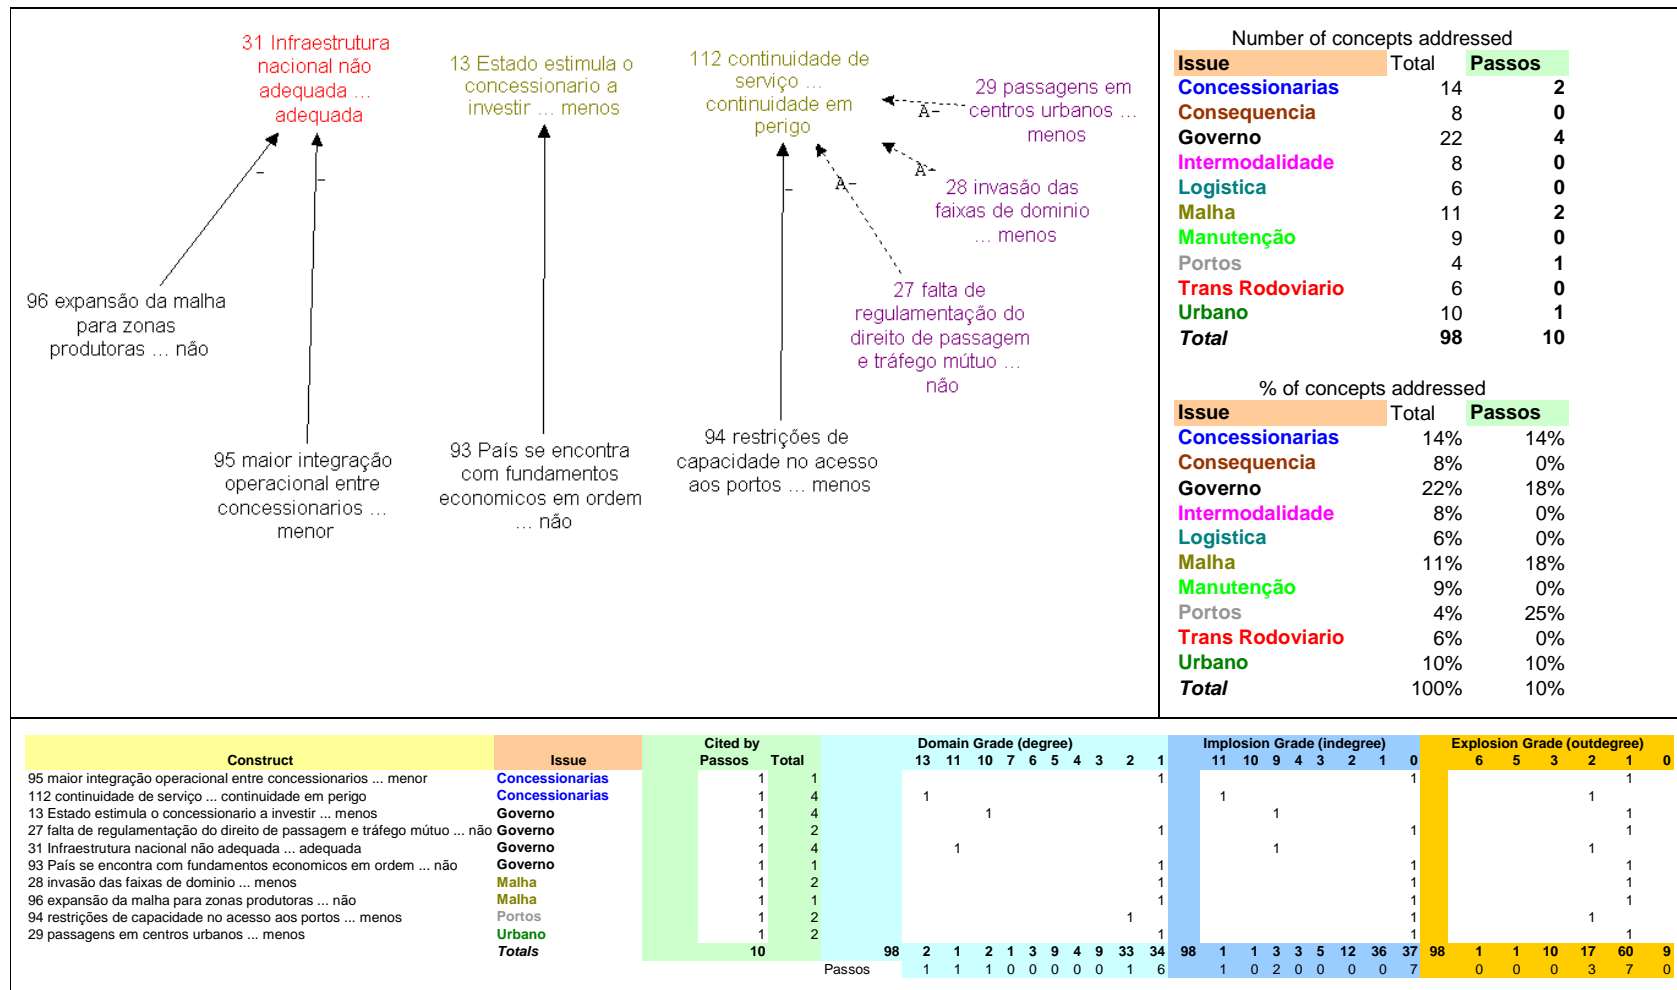 31 Infraestrutura
nacional não
adequada ...
adequada
13 Estado estimula o
concessionario a
investir ... menos
112 continuidade de
serviço ...
continuidade em
perigo
29 passagens em
centros urbanos ...
menos
28 invasão das
faixas de dominio
... menos
27 falta de
regulamentação do
direito de passagem
e tráfego mútuo ...
não
96 expansão da malha
para zonas
produtoras ... não
95 maior integração
operacional entre
concessionarios ...
menor
93 País se encontra
com fundamentos
economicos em ordem
... não
94 restrições de
capacidade no acesso
aos portos ... menos
-
-
-
A-
A-
A-
Number of concepts addressed
Issue Total Passos
Concessionarias 14 2
Consequencia 8 0
Governo 22 4
Intermodalidade 8 0
Logistica 6 0
Malha 11 2
Manutenção 9 0
Portos 4 1
Trans Rodoviario 6 0
Urbano 10 1
Total 98 10
% of concepts addressed
Issue Total Passos
Concessionarias 14% 14%
Consequencia 8% 0%
Governo 22% 18%
Intermodalidade 8% 0%
Logistica 6% 0%
Malha 11% 18%
Manutenção 9% 0%
Portos 4% 25%
Trans Rodoviario 6% 0%
Urbano 10% 10%
Total 100% 10%
Cited by Domain Grade (degree) Implosion Grade (indegree) Explosion Grade (outdegree)
Construct Issue Passos Total 13 11 10 7 6 5 4 3 2 1 11 10 9 4 3 2 1 0 6 5 3 2 1 0
95 maior integração operacional entre concessionarios ... menor Concessionarias 1 1 1 1 1
112 continuidade de serviço ... continuidade em perigo Concessionarias 1 4 1 1 1
13 Estado estimula o concessionario a investir ... menos Governo 1 4 1 1 1
27 falta de regulamentação do direito de passagem e tráfego mútuo ... não Governo 1 2 1 1 1
31 Infraestrutura nacional não adequada ... adequada Governo 1 4 1 1 1
93 País se encontra com fundamentos economicos em ordem ... não Governo 1 1 1 1 1
28 invasão das faixas de dominio ... menos Malha 1 2 1 1 1
96 expansão da malha para zonas produtoras ... não Malha 1 1 1 1 1
94 restrições de capacidade no acesso aos portos ... menos Portos 1 2 1 1 1
29 passagens em centros urbanos ... menos Urbano 1 2 1 1 1
Totals 10 98 2 1 2 1 3 9 4 9 33 34 98 1 1 3 3 5 12 36 37 98 1 1 10 17 60 9
Passos 1 1 1 0 0 0 0 0 1 6 1 0 2 0 0 0 0 7 0 0 0 3 7 0